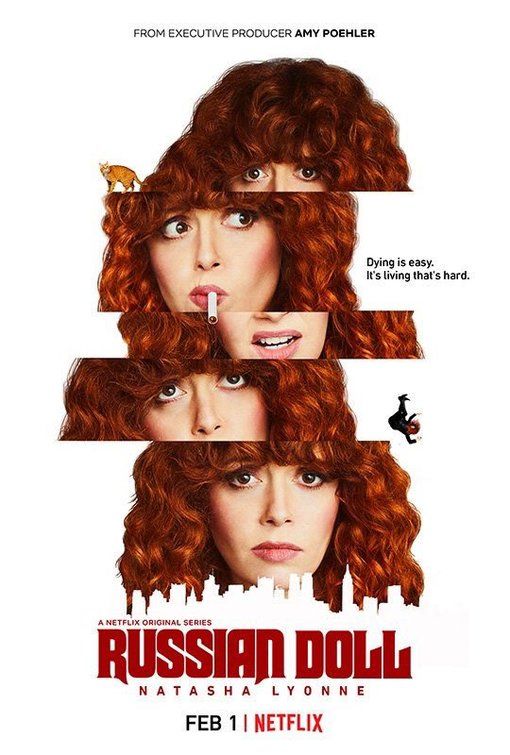 FROM EXECUTIVE PRODUCER AMY POEHLER
Dying is easy.
It's living that's hard.
A NETFLIX ORIGINAL SERIES
RUSSIAN DOLL
NATASHA LYONNE
FEB 1 | NETFLIX